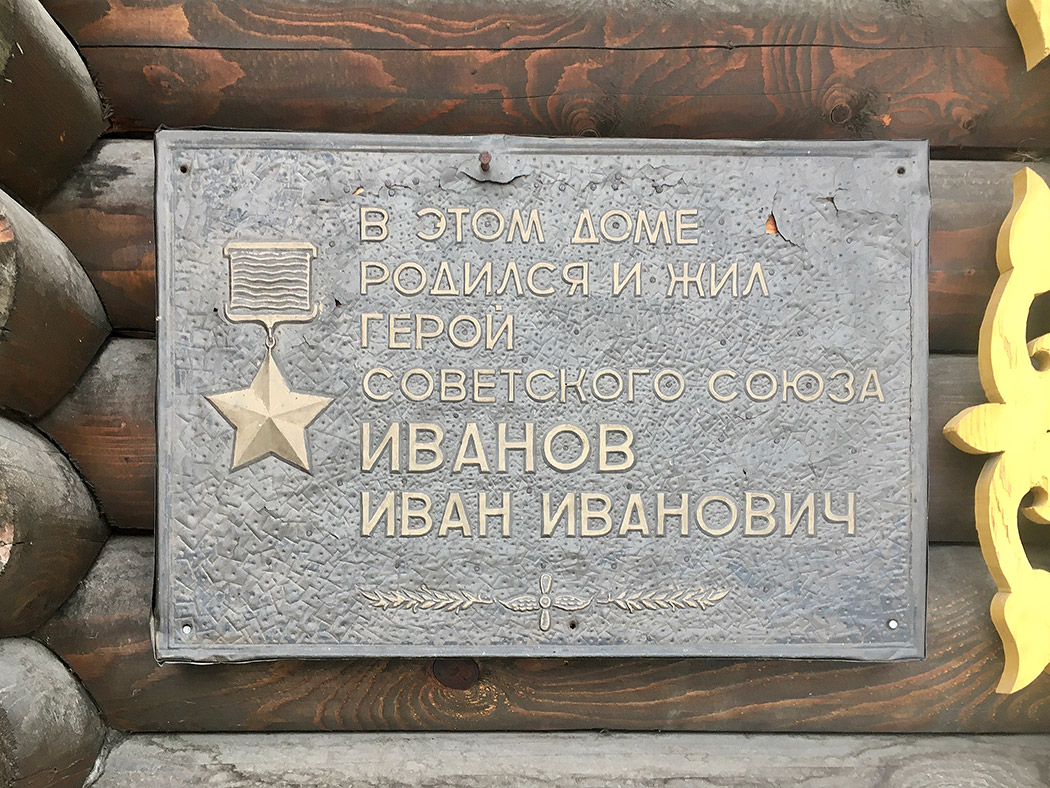 В ЭТОМ ДОМЕ
РОДИЛСЯ И ЖИЛ
ГЕРОЙ
СОВЕТСКОГО СОЮЗА
ИВАНОВ
ИВАН ИВАНОВИЧ